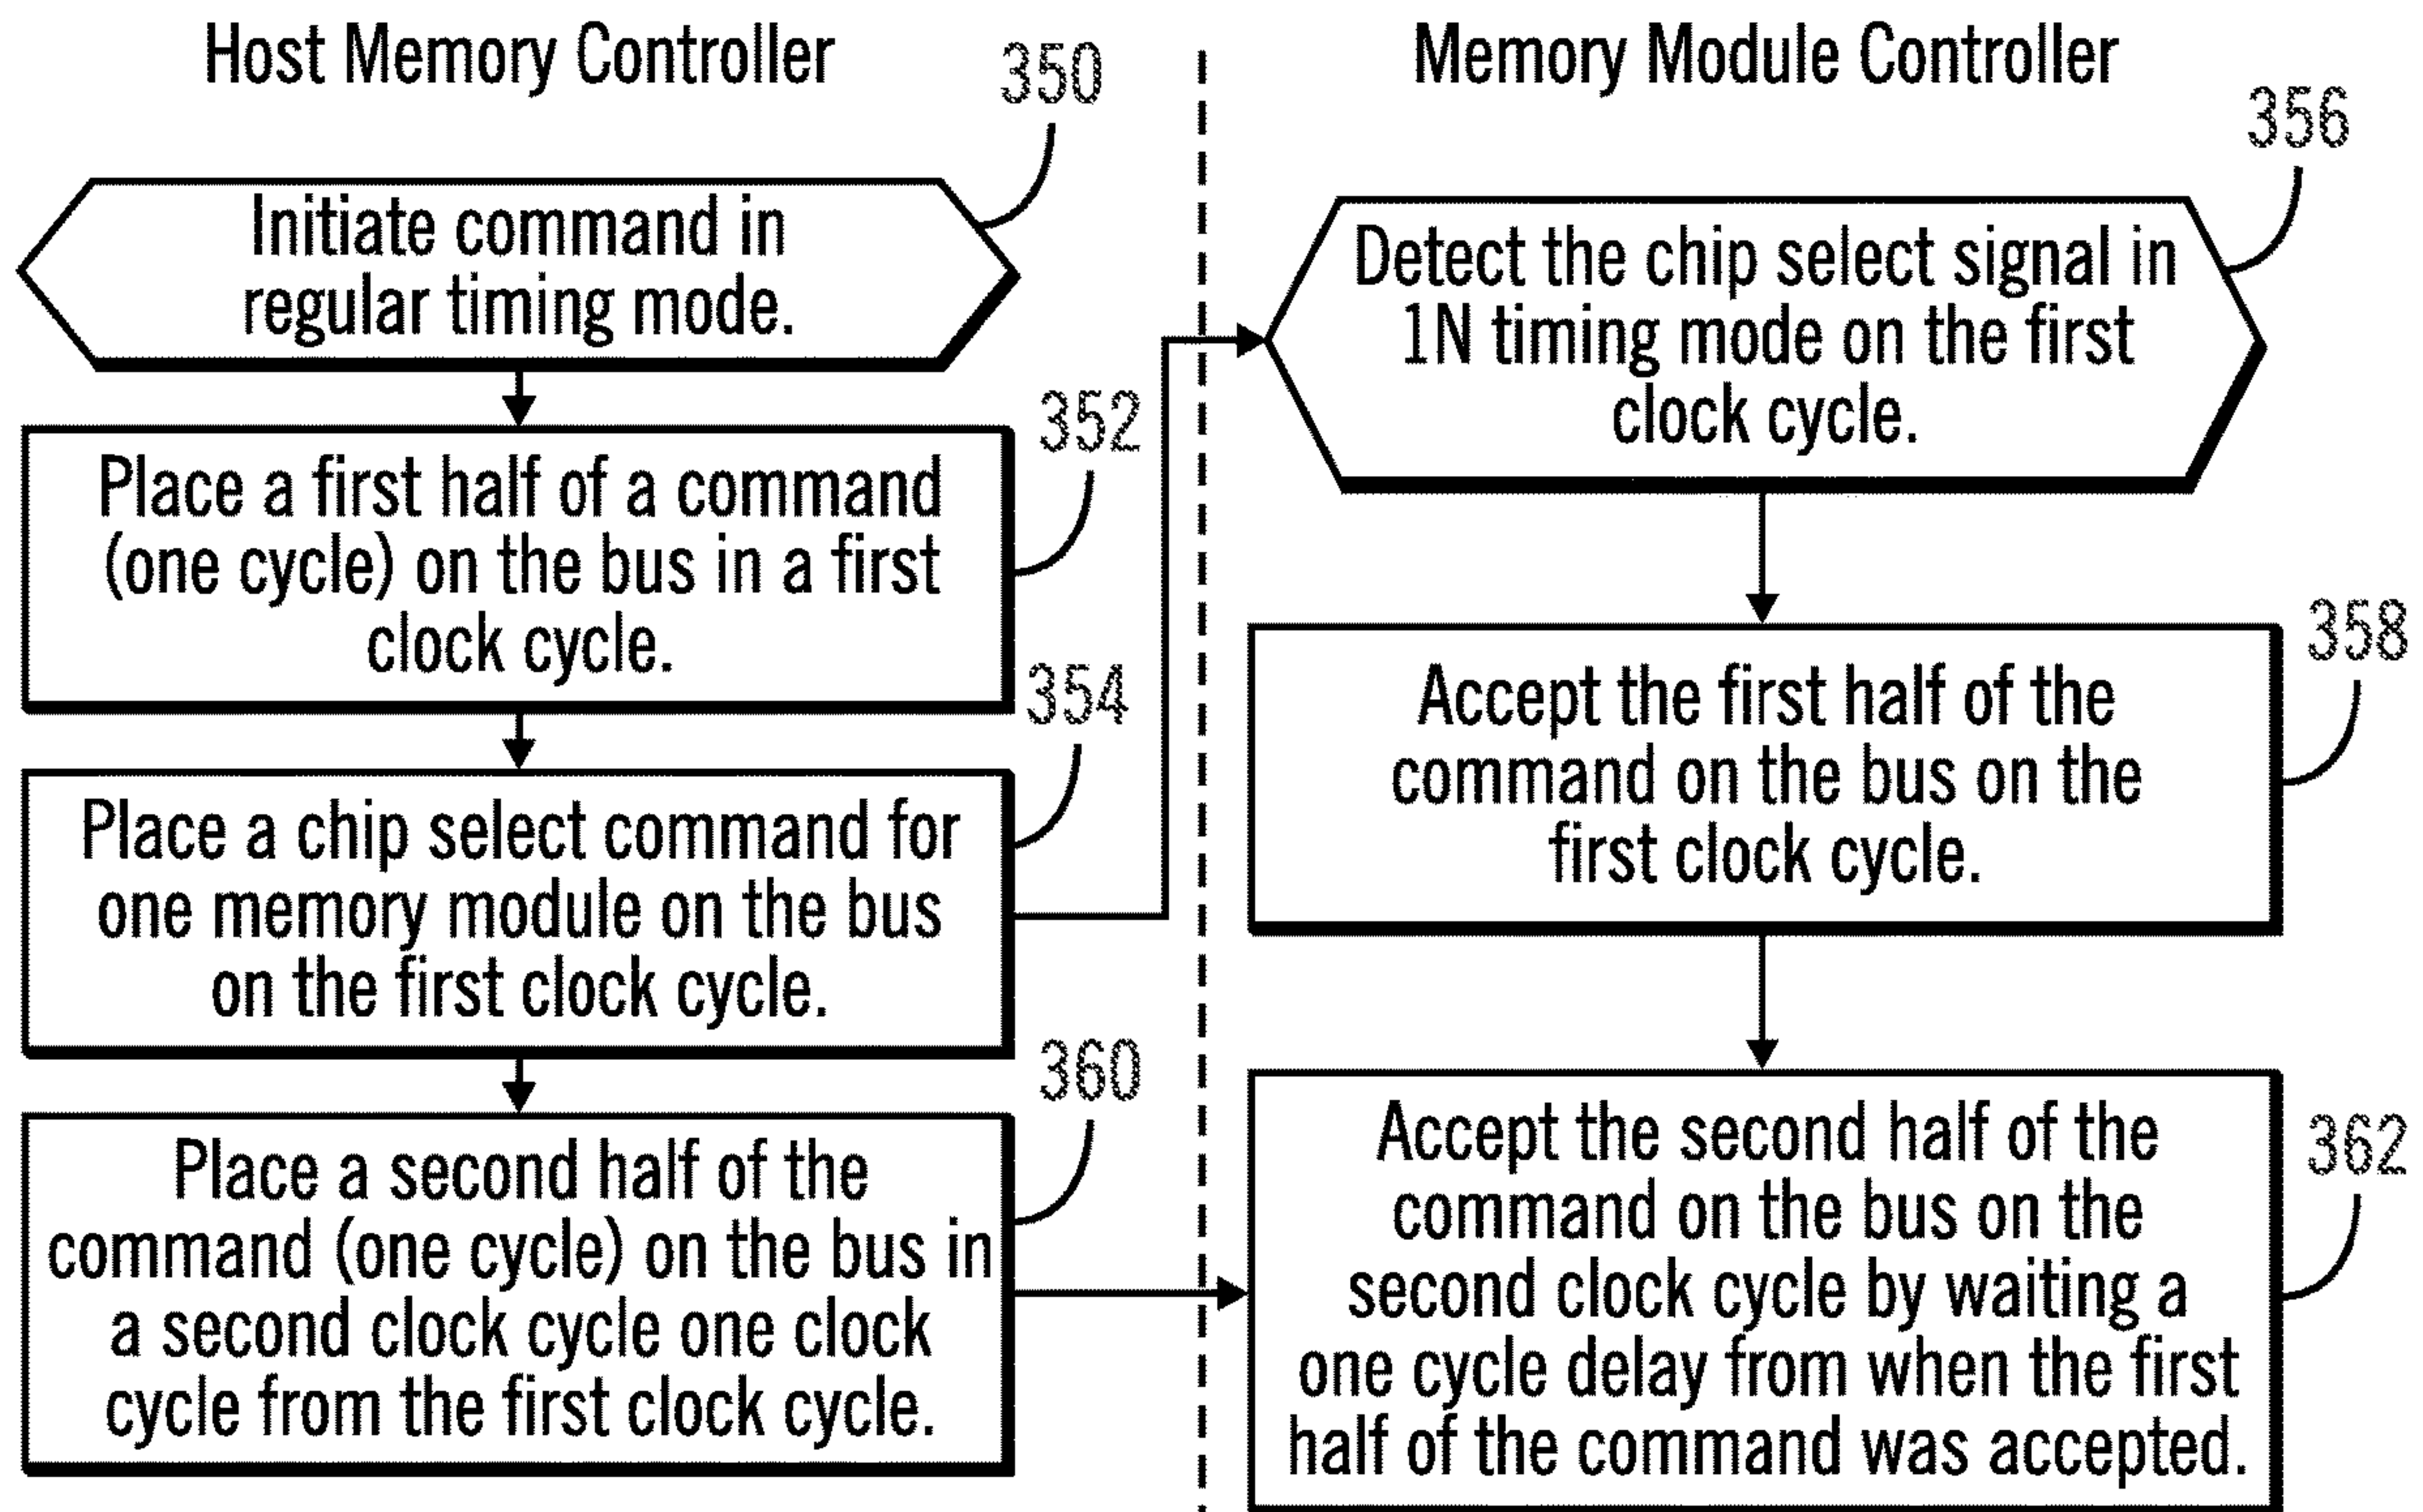 Host Memory Controller
350
Initiate command in
regular timing mode.
352
Place a first half of a command
(one cycle) on the bus in a first
clock cycle.
354
Place a chip select command for
one memory module on the bus
on the first clock cycle.
360
Place a second half of the
command (one cycle) on the bus in
a second clock cycle one clock
cycle from the first clock cycle.
Memory Module Controller
356
Detect the chip select signal in
1N timing mode on the first
clock cycle.
358
Accept the first half of the
command on the bus on the
first clock cycle.
362
Accept the second half of the
command on the bus on the
second clock cycle by waiting a
one cycle delay from when the first
half of the command was accepted.